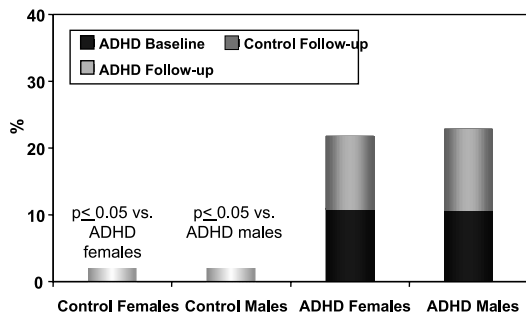 40
30
20
10
0
%
ADHD Baseline
Control Follow-up
ADHD Follow-up
p≤ 0.05 vs.
ADHD
females
p≤ 0.05 vs.
ADHD males
Control Females
Control Males
ADHD Females
ADHD Males